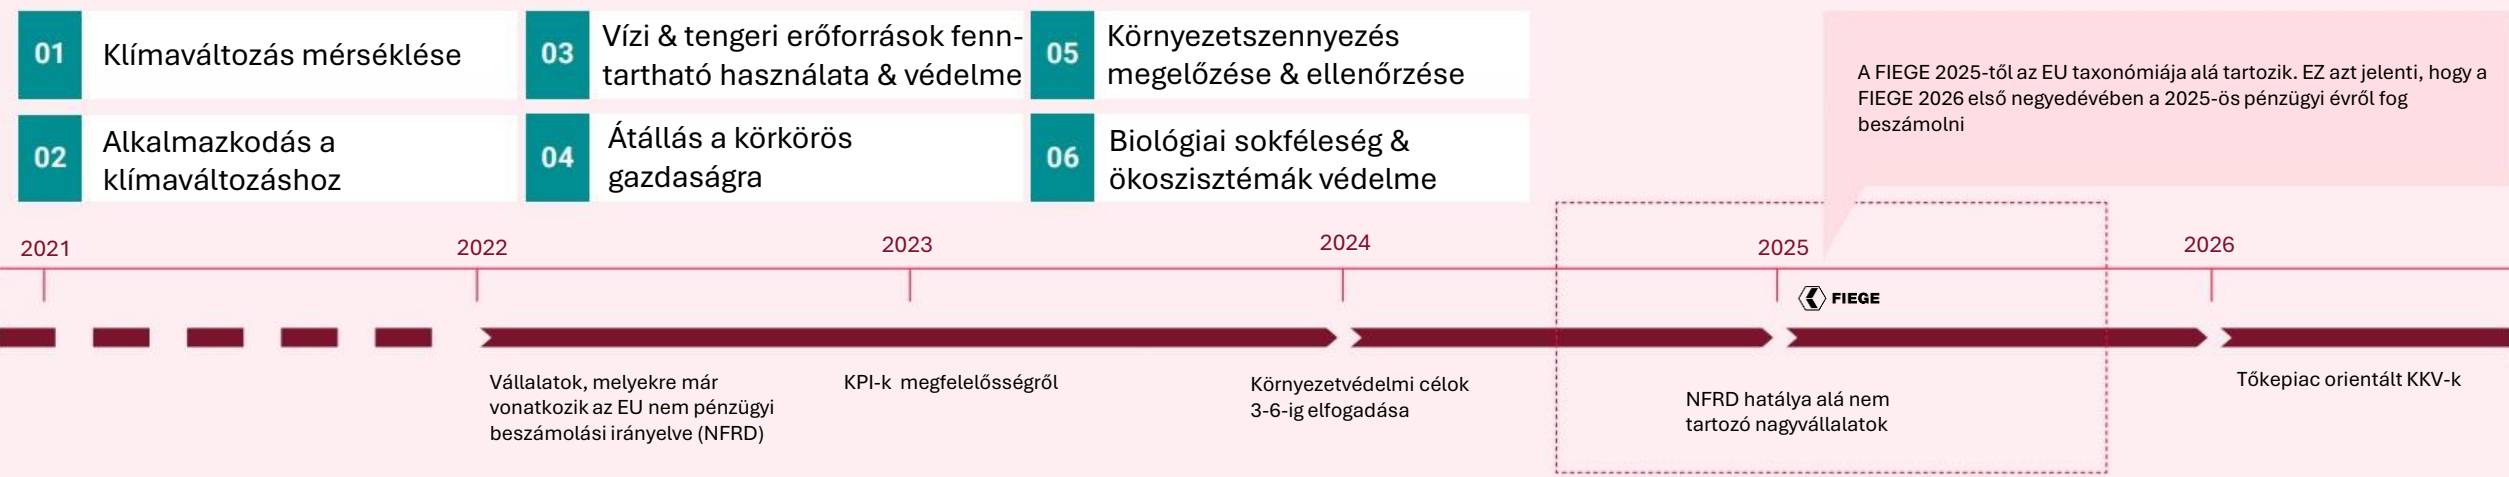 01
Klímaváltozás mérséklése
02
Alkalmazkodás a
klímaváltozáshoz
03
Vízi & tengeri erőforrások fenn-
tartható használata & védelme
04
Átállás a körkörös
gazdaságra
05
Környezetszennyezés
megelőzése & ellenőrzése
06
Biológiai sokféleség &
ökoszisztémák védelme
A FIEGE 2025-től az EU taxonómiája alá tartozik. EZ azt jelenti, hogy a
FIEGE 2026 első negyedévében a 2025-ös pénzügyi évről fog
beszámolni
2021
2022
2023
2024
2025
2026
FIEGE
Vállalatok, melyekre már
vonatkozik az EU nem pénzügyi
beszámolási irányelve (NFRD)
KPI-k megfelelősségről
Környezetvédelmi célok
3-6-ig elfogadása
NFRD hatálya alá nem
tartozó nagyvállalatok
Tőkepiac orientált KKV-k